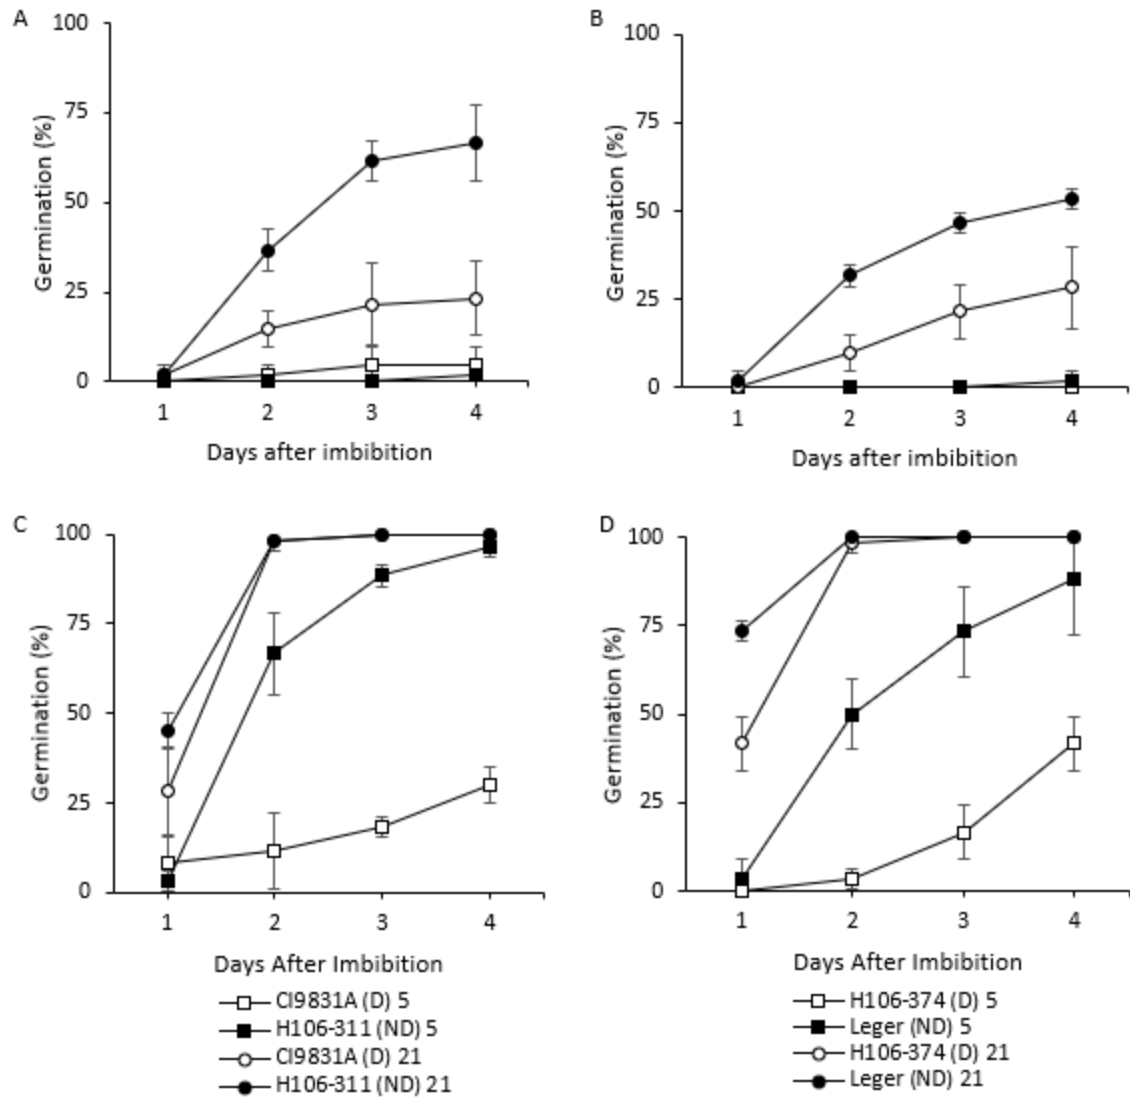 A
100
75
50
25
0
Germination (%)
1 2 3 4
Days after imbibition
B
100
75
50
25
0
Germination (%)
1 2 3 4
Days after imbibition
C
100
75
50
25
0
Germination (%)
1 2 3 4
Days After Imbibition
CI9831A (D) 5
H106-311 (ND) 5
CI9831A (D) 21
H106-311 (ND) 21
D
100
75
50
25
0
Germination (%)
1 2 3 4
Days After Imbibition
H106-374 (D) 5
Leger (ND) 5
H106-374 (D) 21
Leger (ND) 21